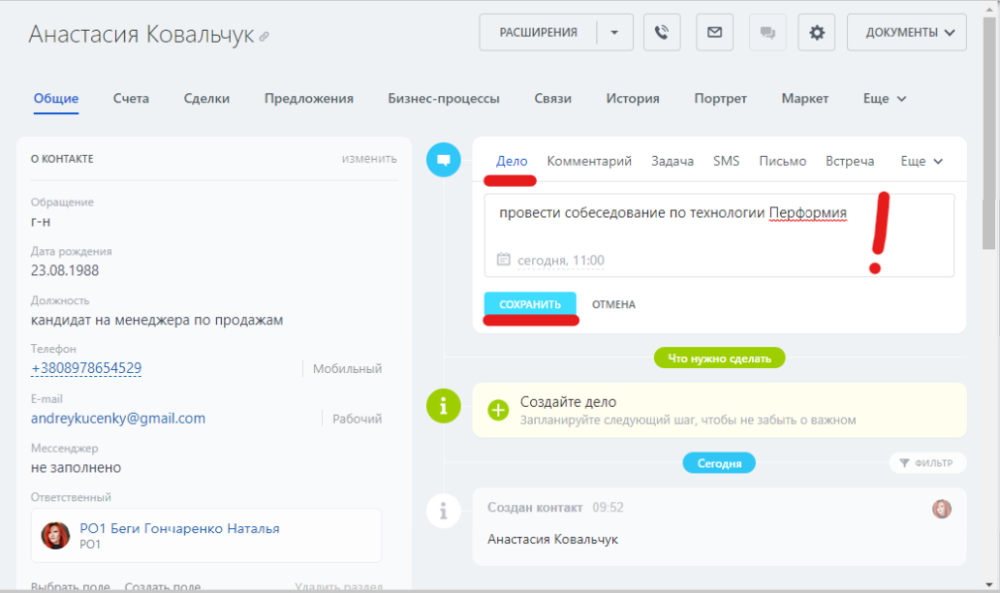 Анастасия Ковальчук
РАСШИРЕНИЯ
ДОКУМЕНТЫ
Общие Счета Сделки Предложения Бизнес-процессы Связи История Портрет Маркет Еще
О КОНТАКТЕ изменить
Обращение
г-н
Дата рождения
23.08.1988
Должность
кандидат на менеджера по продажам
Телефон
+3808978654529 Мобильный
E-mail
andreykucenky@gmail.com Рабочий
Мессенджер
не заполнено
Ответственный
РО1 Беги Гончаренко Наталья
РО1
Выбрать поле Создать поле Удалить раздел
Дело Комментарий Задача SMS Письмо Встреча Еще
провести собеседование по технологии Перформия
!
сегодня, 11:00
СОХРАНИТЬ ОТМЕНА
Что нужно сделать
Создайте дело
Запланируйте следующий шаг, чтобы не забыть о важном
Сегодня
ФИЛЬТР
Создан контакт 09:52
Анастасия Ковальчук